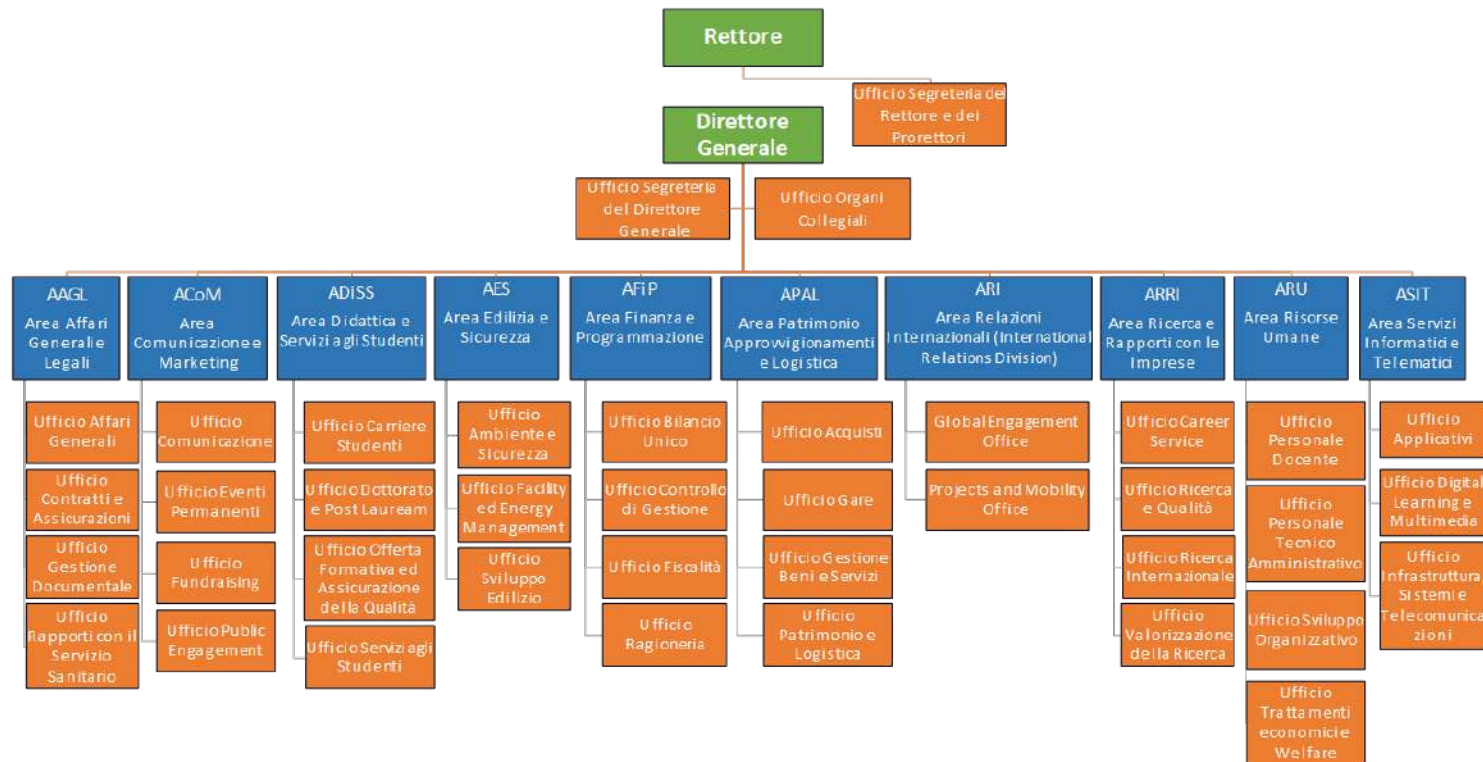 Rettore
Ufficio Segreteria del
Rettore e dei
Prorettori
Direttore
Generale
Ufficio Segreteria
del Direttore
Generale
Ufficio Organi
Collegiali
AAGL
Area Affari
Generali e
Legali
ACoM
Area
Comunicazione e
Marketing
ADiSS
Area Didattica e
Servizi agli Studenti
AES
Area Edilizia e
Sicurezza
AFiP
Area Finanza e
Programmazione
APAL
Area Patrimonio
Approvvigionamenti
e Logistica
ARI
Area Relazioni
Internazionali (International
Relations Division)
ARRI
Area Ricerca e
Rapporti con le
Imprese
ARU
Area Risorse
Umane
ASIT
Area Servizi
Informatici e
Telematici
Ufficio Affari
Generali
Ufficio
Contratti e
Assicurazioni
Ufficio
Gestione
Documentale
Ufficio
Rapporti con il
Servizio
Sanitario
Ufficio
Comunicazione
Ufficio Eventi
Permanenti
Ufficio
Fundraising
Ufficio Public
Engagement
Ufficio Carriere
Studenti
Ufficio Dottorato
e Post Lauream
Ufficio Offerta
Formativa ed
Assicurazione
della Qualità
Ufficio Servizi agli
Studenti
Ufficio
Ambiente e
Sicurezza
Ufficio Facility
ed Energy
Management
Ufficio
Sviluppo
Edilizio
Ufficio Bilancio
Unico
Ufficio Controllo
di Gestione
Ufficio Fiscalità
Ufficio
Ragioneria
Ufficio Acquisti
Ufficio Gare
Ufficio Gestione
Beni e Servizi
Ufficio
Patrimonio e
Logistica
Global Engagement
Office
Projects and Mobility
Office
Ufficio Career
Service
Ufficio Ricerca
e Qualità
Ufficio Ricerca
Internazionale
Ufficio
Valorizzazione
della Ricerca
Ufficio
Personale
Docente
Ufficio
Personale
Tecnico
Amministrativo
Ufficio Sviluppo
Organizzativo
Ufficio
Trattamenti
economici e
Welfare
Ufficio
Applicativi
Ufficio Digital
Learning e
Multimedia
Ufficio
Infrastruttura
Sistemi e
Telecomunica
zioni